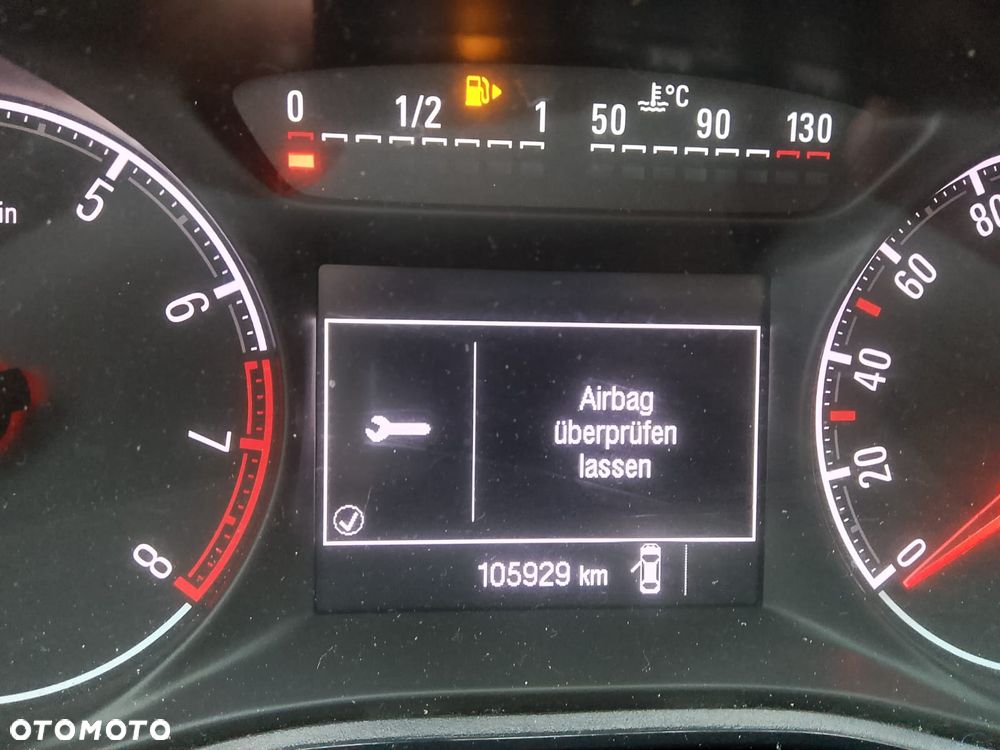 0 1/2 1 50 °C 90 130
in
5
6
7
8
80
60
40
20
0
Airbag
überprüfen
lassen
105929 km
OTOMOTO